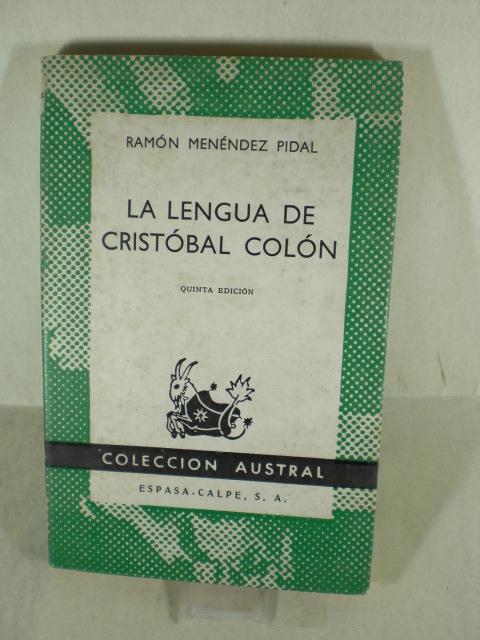 RAMÓN MENÉNDEZ PIDAL
LA LENGUA DE
CRISTÓBAL COLÓN
QUINTA EDICIÓN
COLECCION AUSTRAL
ESPASA-CALPE, S. A.